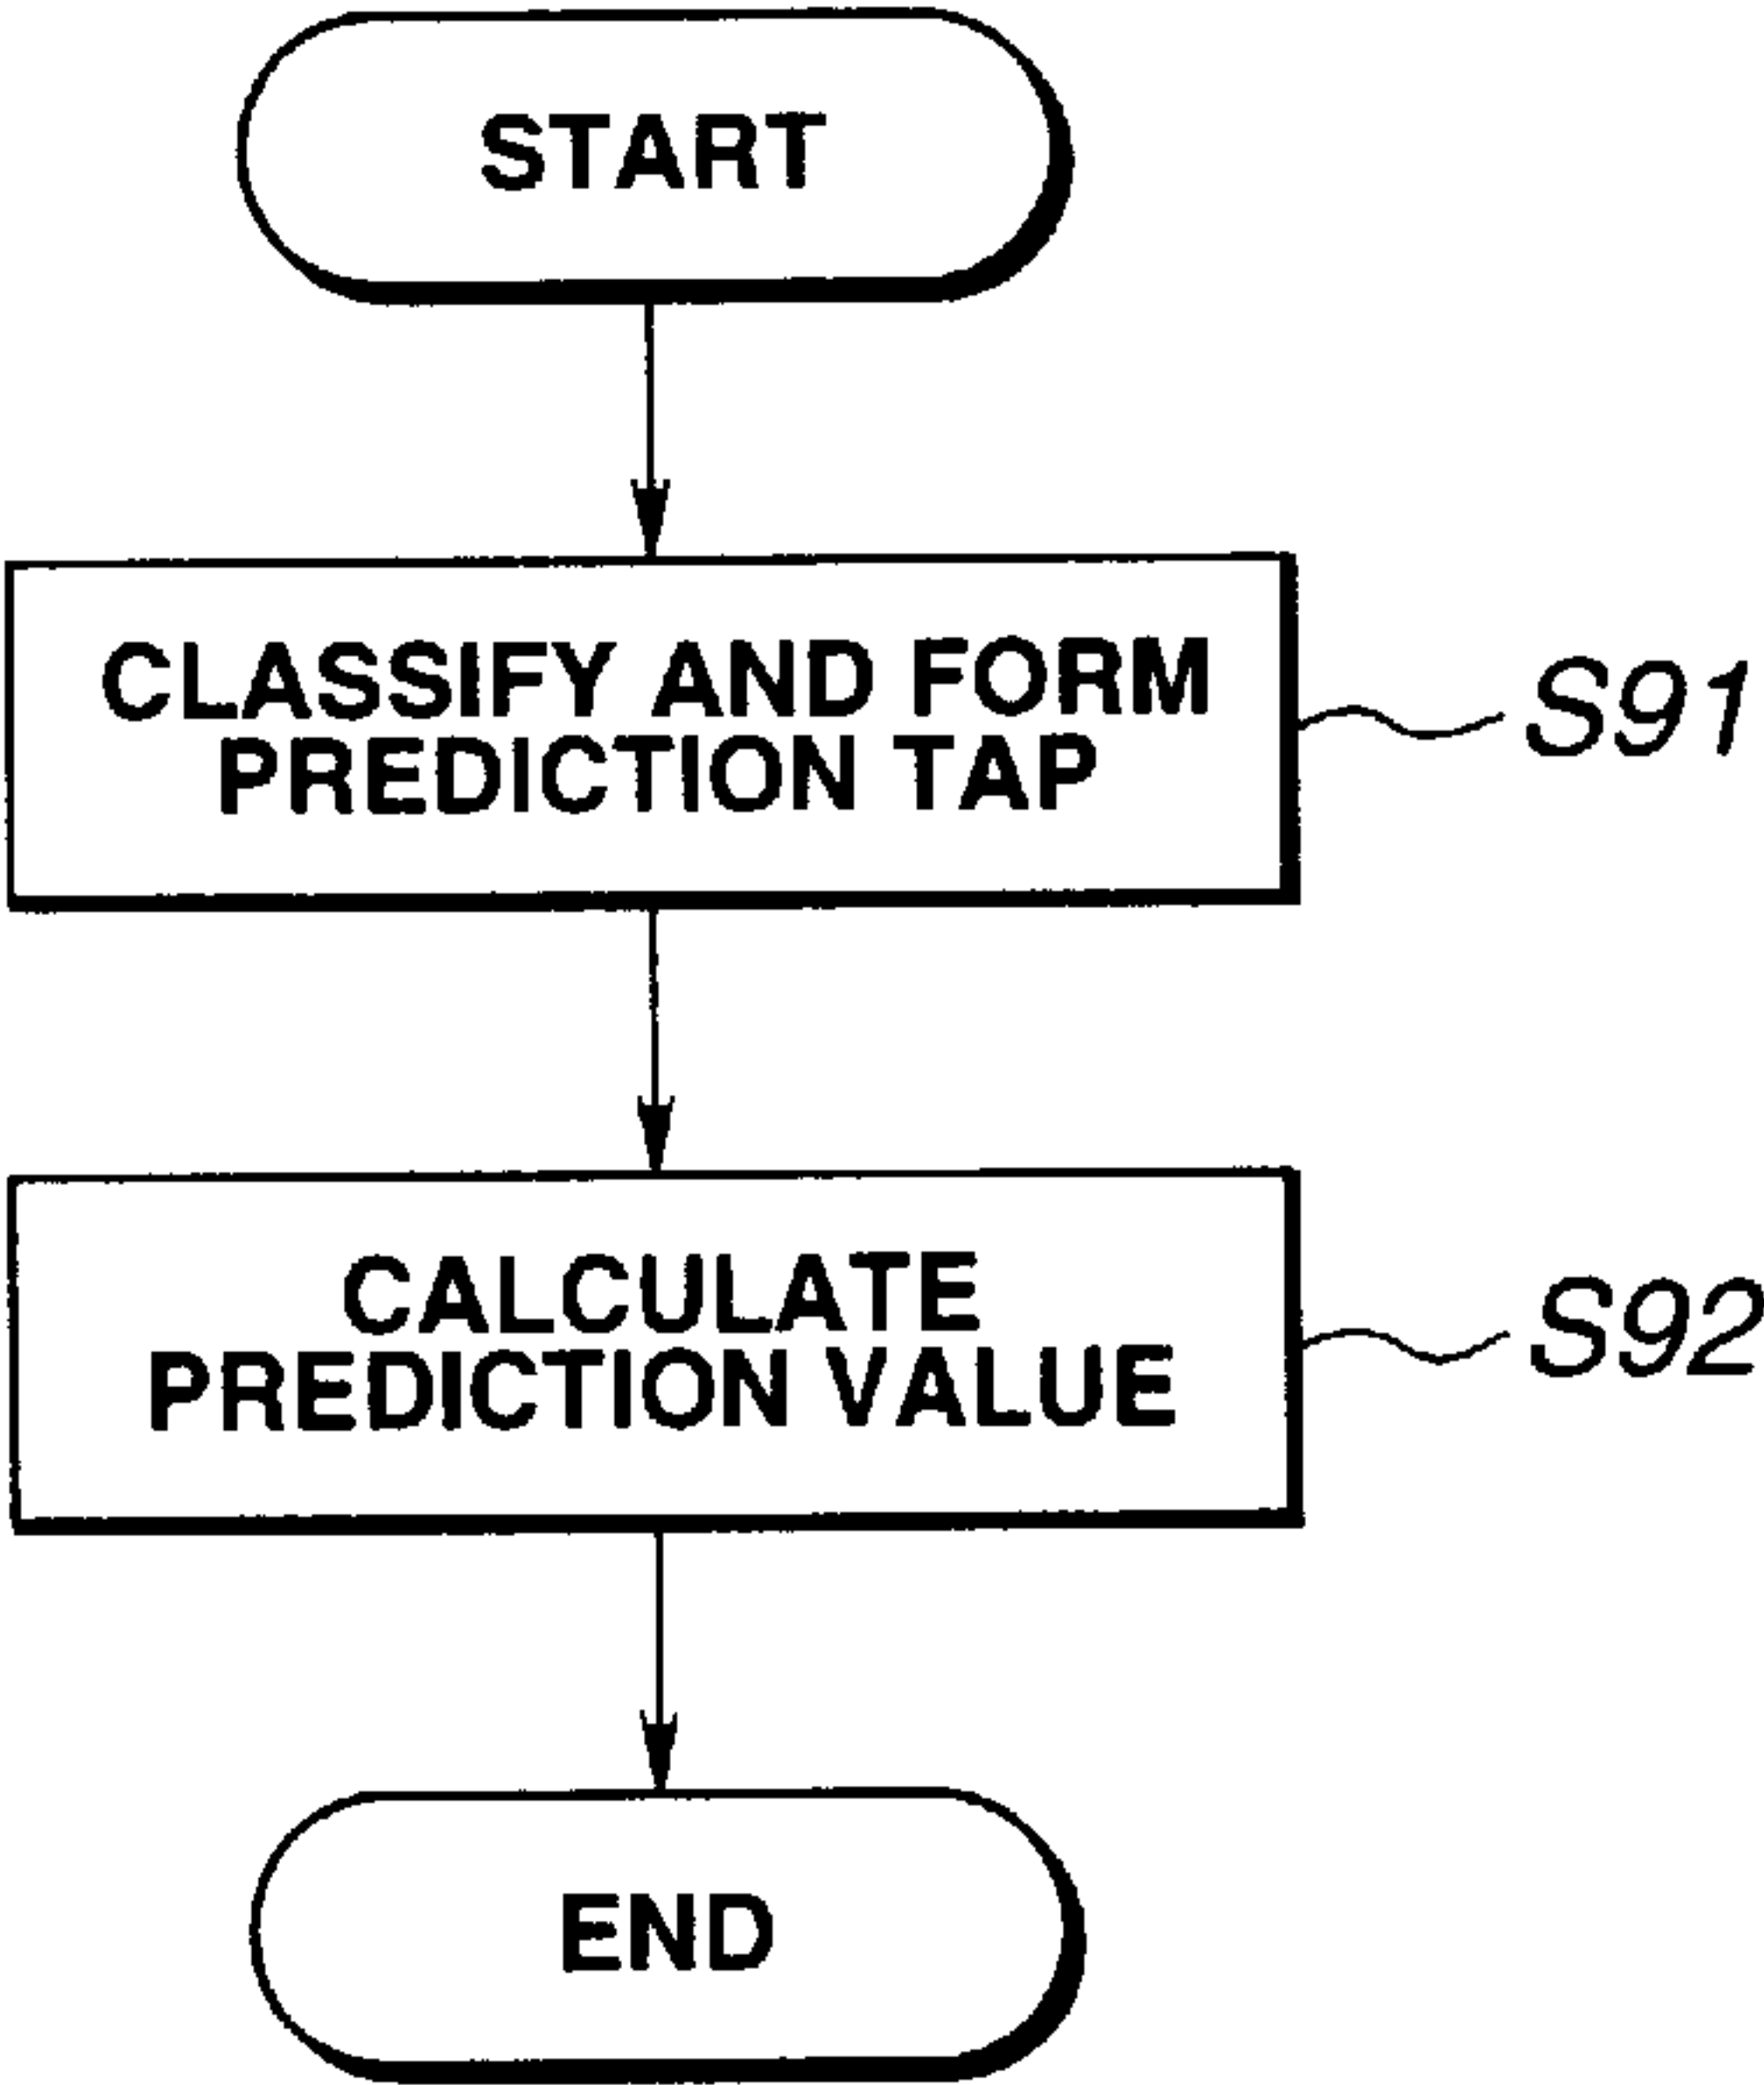 START
CLASSIFY AND FORM
PREDICTION TAP
S91
CALCULATE
PREDICTION VALUE
S92
END